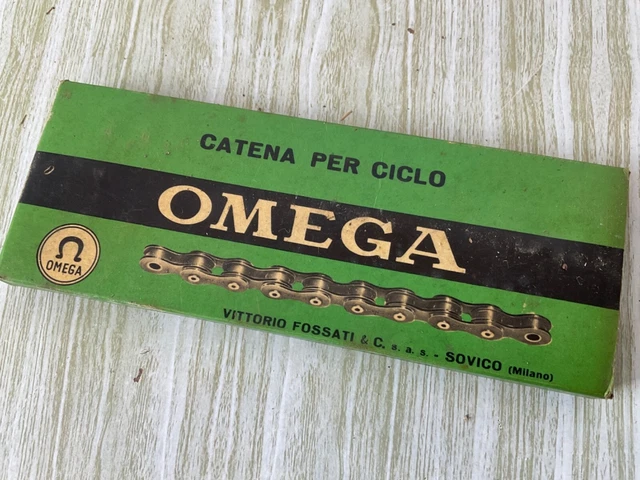 CATENA PER CICLO
OMEGA
Ω
OMEGA
VITTORIO FOSSATI & C. s. a. s. - SOVICO (Milano)